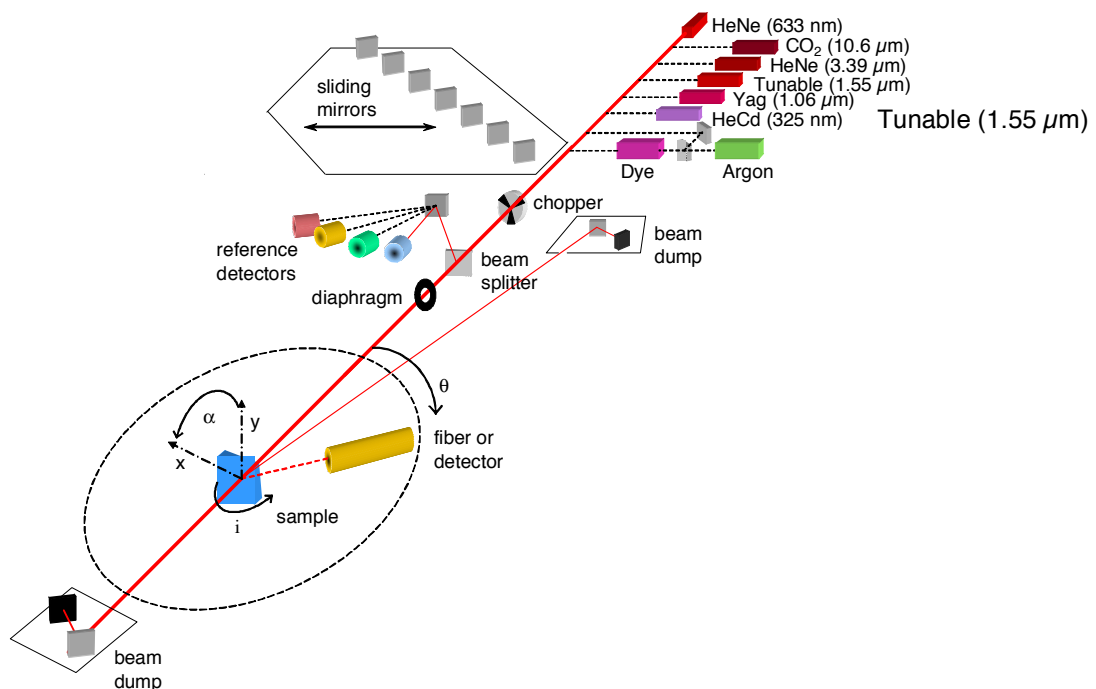 HeNe (633 nm)
CO₂ (10.6 µm)
HeNe (3.39 µm)
Tunable (1.55 µm)
Yag (1.06 µm)
HeCd (325 nm)
Tunable (1.55 µm)
Dye
Argon
sliding
mirrors
chopper
reference
detectors
beam
splitter
beam
dump
diaphragm
θ
α
y
x
fiber or
detector
sample
i
beam
dump